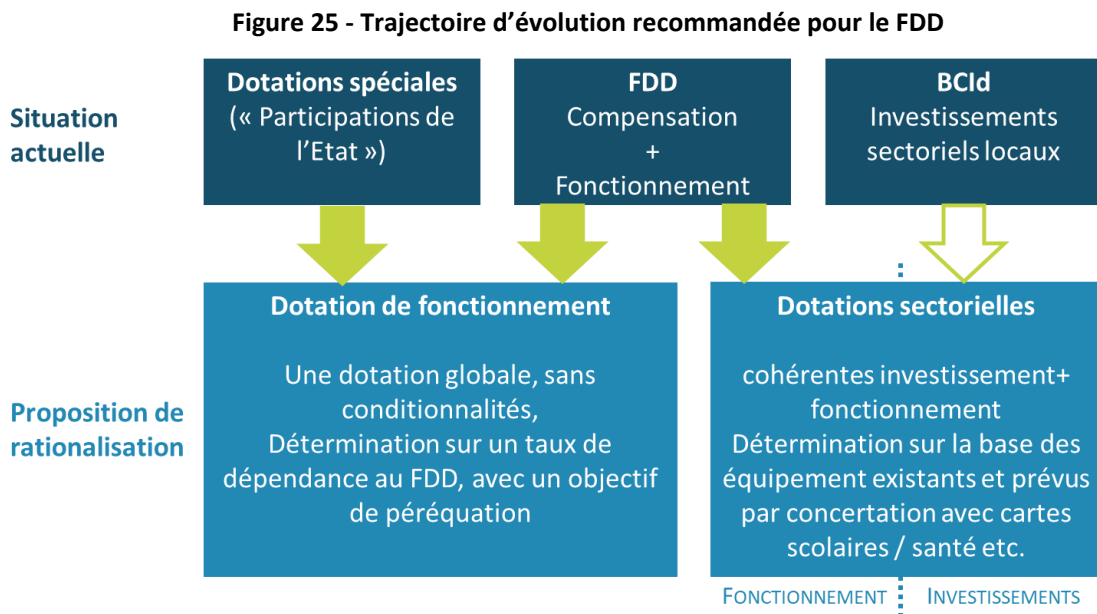 Figure 25 - Trajectoire d’évolution recommandée pour le FDD
Situation
actuelle
Dotations spéciales
(« Participations de
l’Etat »)
FDD
Compensation
+
Fonctionnement
BCId
Investissements
sectoriels locaux
Proposition de
rationalisation
Dotation de fonctionnement
Une dotation globale, sans
conditionnalités,
Détermination sur un taux de
dépendance au FDD, avec un objectif
de péréquation
Dotations sectorielles
cohérentes investissement+
fonctionnement
Détermination sur la base des
équipement existants et prévus
par concertation avec cartes
scolaires / santé etc.
FONCTIONNEMENT
INVESTISSEMENTS